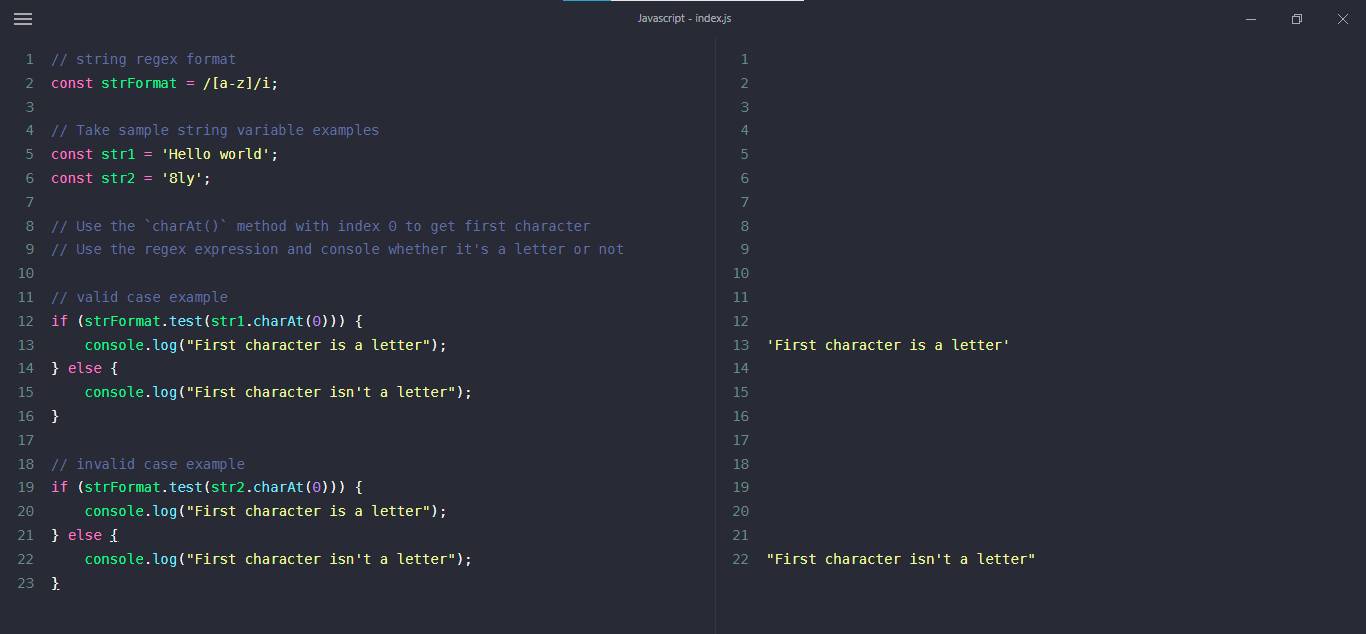 Javascript - index.js
1 // string regex format
2 const strFormat = /[a-z]/i;
3
4 // Take sample string variable examples
5 const str1 = 'Hello world';
6 const str2 = '8ly';
7
8 // Use the `charAt()` method with index 0 to get first character
9 // Use the regex expression and console whether it's a letter or not
10
11 // valid case example
12 if (strFormat.test(str1.charAt(0))) {
13     console.log("First character is a letter");
14 } else {
15     console.log("First character isn't a letter");
16 }
17
18 // invalid case example
19 if (strFormat.test(str2.charAt(0))) {
20     console.log("First character is a letter");
21 } else {
22     console.log("First character isn't a letter");
23 }
1
2
3
4
5
6
7
8
9
10
11
12
13 'First character is a letter'
14
15
16
17
18
19
20
21
22 "First character isn't a letter"